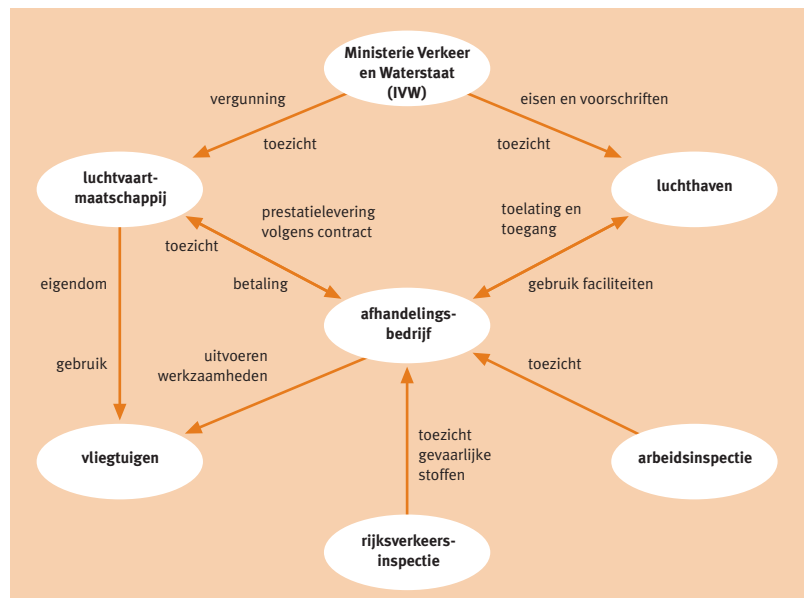 Ministerie Verkeer
en Waterstaat
(IVW)
vergunning
eisen en voorschriften
toezicht
toezicht
luchtvaart-
maatschappij
luchthaven
prestatielevering
volgens contract
toelating en
toegang
toezicht
eigendom
betaling
gebruik faciliteiten
afhandelings-
bedrijf
gebruik
uitvoeren
werkzaamheden
toezicht
toezicht
gevaarlijke
stoffen
vliegtuigen
arbeidsinspectie
rijksverkeers-
inspectie